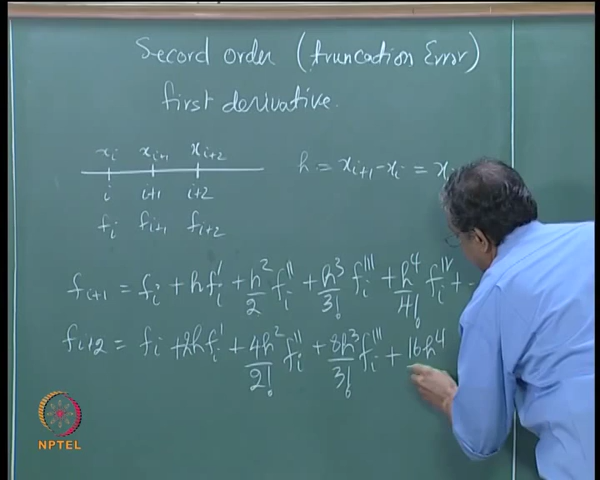 Second order (truncation Error)
first derivative.
xᵢ xᵢ₊₁ xᵢ₊₂
h = xᵢ₊₁ - xᵢ = x
i i+1 i+2
fᵢ fᵢ₊₁ fᵢ₊₂
fᵢ₊₁ = fᵢ + hfᵢ' + h²/2 fᵢ'' + h³/3! fᵢ''' + h⁴/4! fᵢ^IV + -
fᵢ₊₂ = fᵢ + 2hfᵢ' + 4h²/2! fᵢ'' + 8h³/3! fᵢ''' + 16h⁴
NPTEL